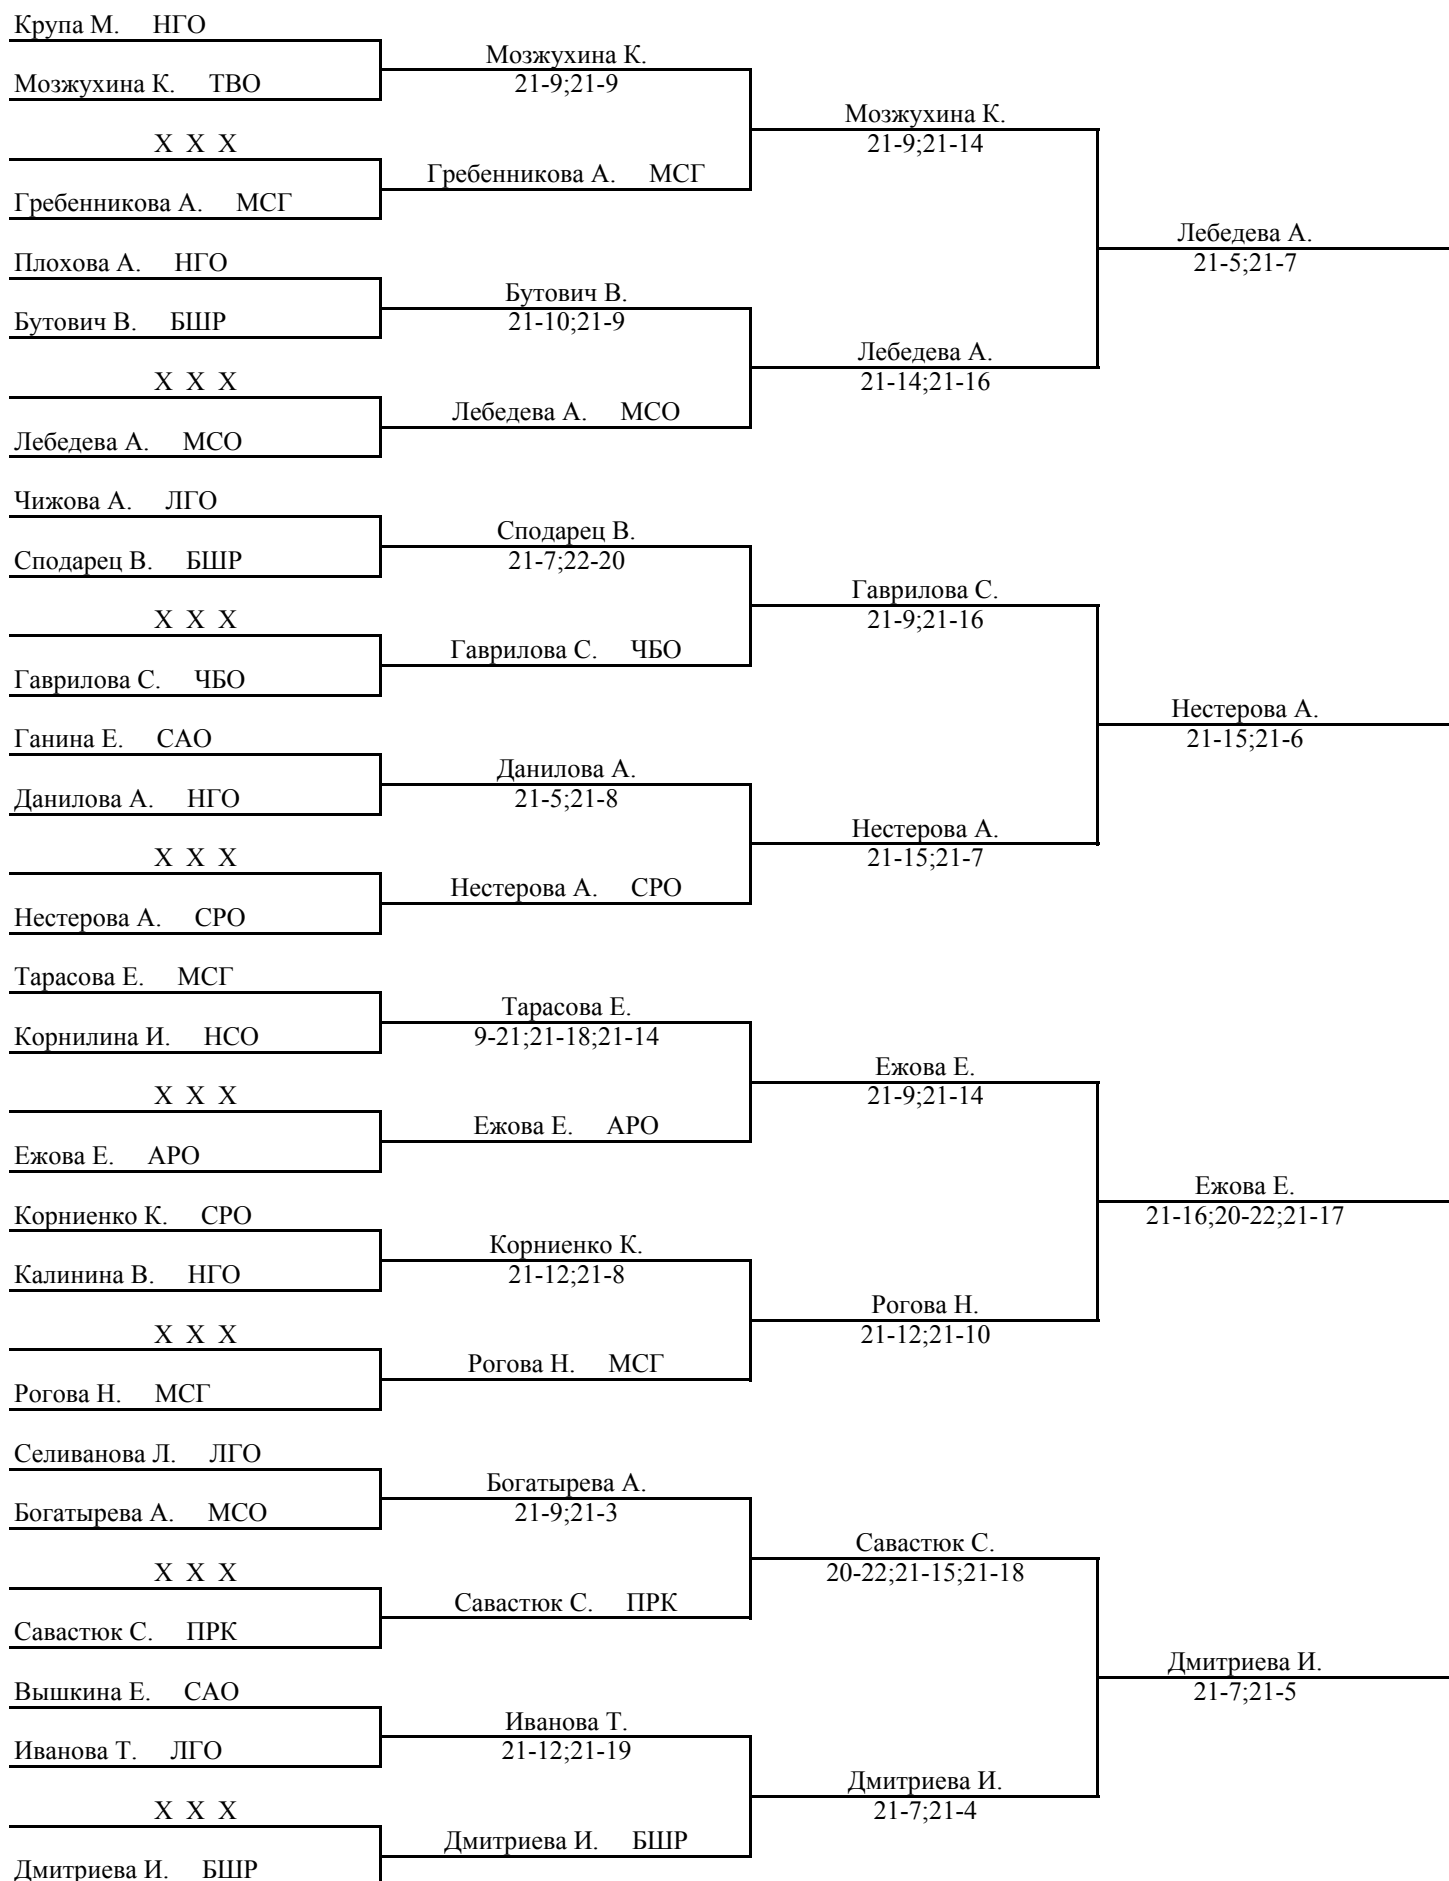 Крупа М. НГО
Мозжухина К.
Мозжухина К. ТВО
21-9;21-9
Мозжухина К.
Х Х Х
21-9;21-14
Гребенникова А. МСГ
Гребенникова А. МСГ
Лебедева А.
Плохова А. НГО
21-5;21-7
Бутович В.
Бутович В. БШР
21-10;21-9
Лебедева А.
Х Х Х
21-14;21-16
Лебедева А. МСО
Лебедева А. МСО
Чижова А. ЛГО
Сподарец В.
Сподарец В. БШР
21-7;22-20
Гаврилова С.
Х Х Х
21-9;21-16
Гаврилова С. ЧБО
Гаврилова С. ЧБО
Нестерова А.
Ганина Е. САО
21-15;21-6
Данилова А.
Данилова А. НГО
21-5;21-8
Нестерова А.
Х Х Х
21-15;21-7
Нестерова А. СРО
Нестерова А. СРО
Тарасова Е. МСГ
Тарасова Е.
Корнилина И. НСО
9-21;21-18;21-14
Ежова Е.
Х Х Х
21-9;21-14
Ежова Е. АРО
Ежова Е. АРО
Ежова Е.
Корниенко К. СРО
21-16;20-22;21-17
Корниенко К.
Калинина В. НГО
21-12;21-8
Рогова Н.
Х Х Х
21-12;21-10
Рогова Н. МСГ
Рогова Н. МСГ
Селиванова Л. ЛГО
Богатырева А.
Богатырева А. МСО
21-9;21-3
Савастюк С.
Х Х Х
20-22;21-15;21-18
Савастюк С. ПРК
Савастюк С. ПРК
Дмитриева И.
Вышкина Е. САО
21-7;21-5
Иванова Т.
Иванова Т. ЛГО
21-12;21-19
Дмитриева И.
Х Х Х
21-7;21-4
Дмитриева И. БШР
Дмитриева И. БШР